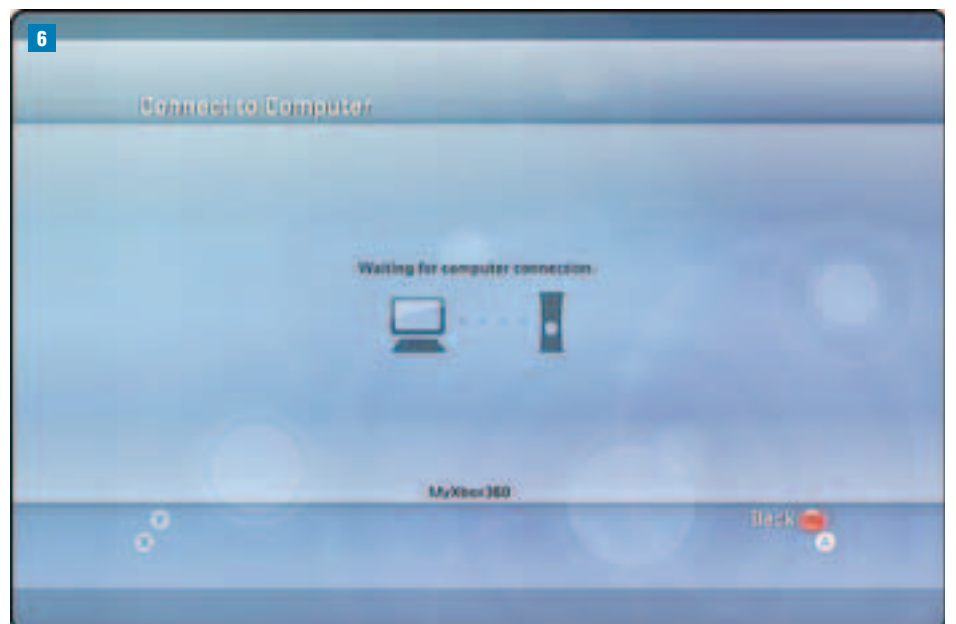 6
Connect to Computer
Waiting for computer connection
MyXbox360
Y
Back
X
A